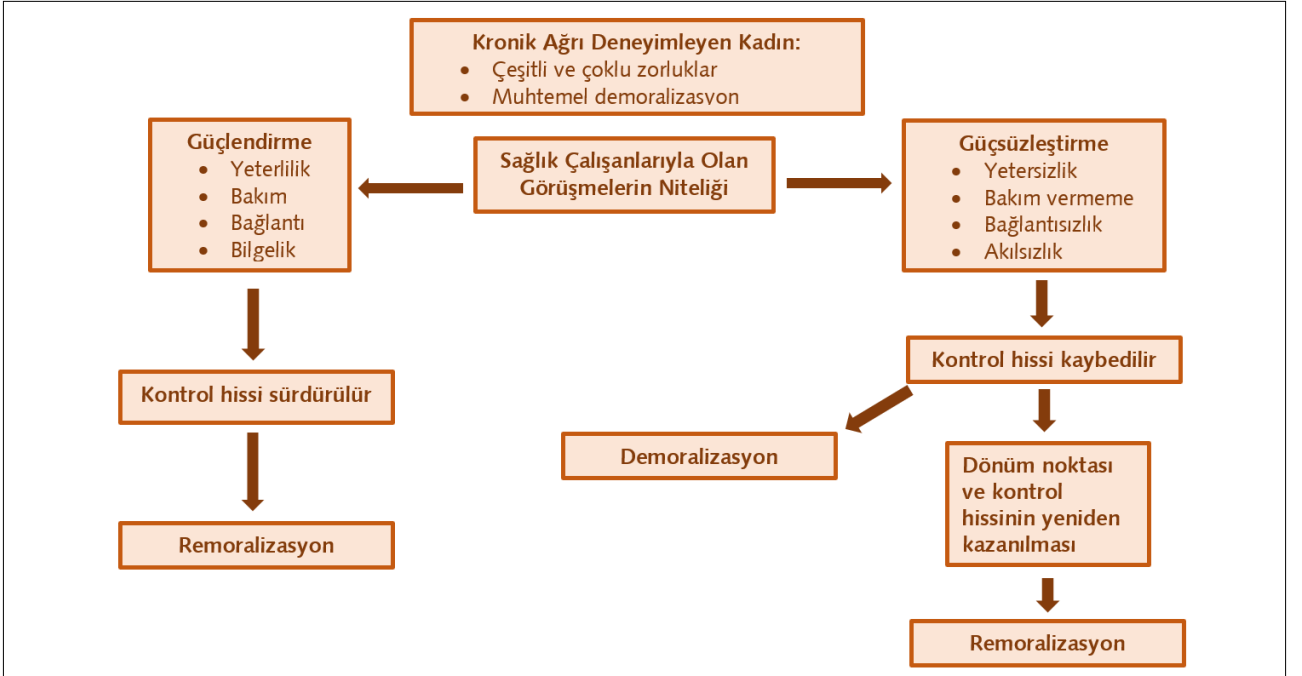 Kronik Ağrı Deneyimleyen Kadın:
• Çeşitli ve çoklu zorluklar
• Muhtemel demoralizasyon
Güçlendirme
• Yeterlilik
• Bakım
• Bağlantı
• Bilgelik
Sağlık Çalışanlarıyla Olan
Görüşmelerin Niteliği
Güçsüzleştirme
• Yetersizlik
• Bakım vermeme
• Bağlantısızlık
• Akılsızlık
Kontrol hissi sürdürülür
Remoralizasyon
Kontrol hissi kaybedilir
Demoralizasyon
Dönüm noktası
ve kontrol
hissinin yeniden
kazanılması
Remoralizasyon